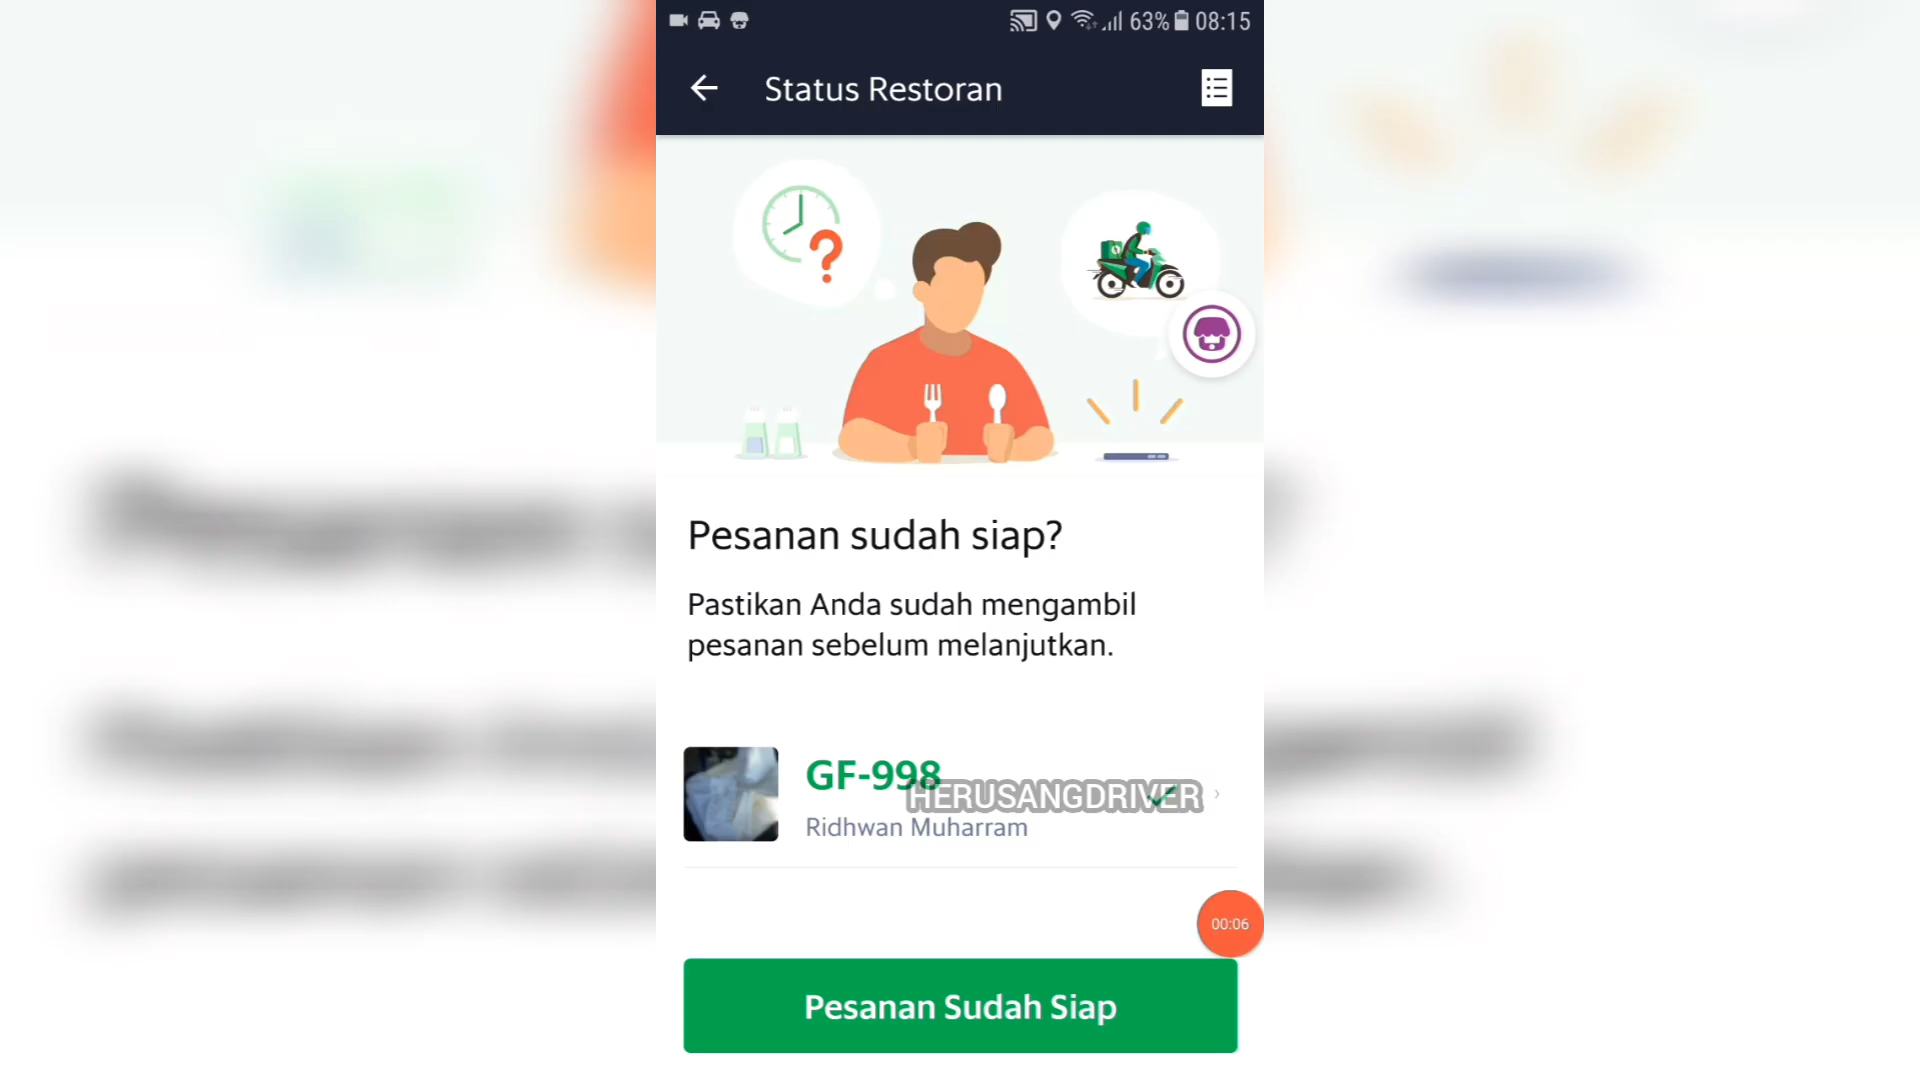 63% 08:15
Status Restoran
Pesanan sudah siap?
Pastikan Anda sudah mengambil
pesanan sebelum melanjutkan.
GF-998
HERUSANGDRIVER
Ridhwan Muharram
00:06
Pesanan Sudah Siap